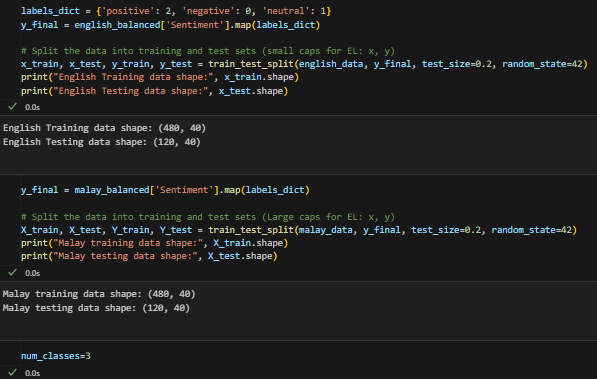 labels_dict = {'positive': 2, 'negative': 0, 'neutral': 1}
y_final = english_balanced['Sentiment'].map(labels_dict)
# Split the data into training and test sets (small caps for EL: x, y)
x_train, x_test, y_train, y_test = train_test_split(english_data, y_final, test_size=0.2, random_state=42)
print("English Training data shape:", x_train.shape)
print("English Testing data shape:", x_test.shape)
✓ 0.0s
English Training data shape: (480, 40)
English Testing data shape: (120, 40)
y_final = malay_balanced['Sentiment'].map(labels_dict)
# Split the data into training and test sets (Large caps for EL: x, y)
X_train, X_test, Y_train, Y_test = train_test_split(malay_data, y_final, test_size=0.2, random_state=42)
print("Malay training data shape:", X_train.shape)
print("Malay testing data shape:", X_test.shape)
✓ 0.0s
Malay training data shape: (480, 40)
Malay testing data shape: (120, 40)
num_classes=3
✓ 0.0s